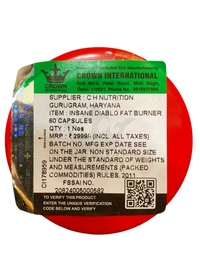 CROWN INTERNATIONAL
CROWN
SUPPLIER : C H NUTRITION
GURUGRAM, HARYANA
ITEM : INSANE DIABLO FAT BURNER
60 CAPSULES
QTY : 1 Nos
MRP : ₹ 2999/- (INCL. ALL TAXES)
BATCH NO. MFG EXP DATE SEE
ON THE JAR. NON STANDARD SIZE
UNDER THE STANDARD OF WEIGHTS
AND MEASUREMENTS (PACKED
COMMODITIES) RULES, 2011
FSSAI NO.
20824005000682
TO VERIFY THIS PRODUCT
ENTER THE UNIQUE VERIFICATION
CODE BELOW AND VERIFY